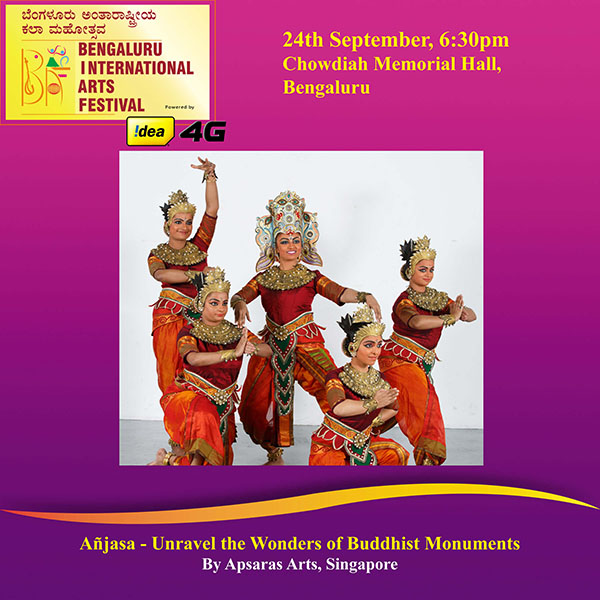 ಬೆಂಗಳೂರು ಅಂತಾರಾಷ್ಟ್ರೀಯ
ಕಲಾ ಮಹೋತ್ಸವ
BENGALURU
INTERNATIONAL
ARTS
FESTIVAL
Powered by
!dea 4G
24th September, 6:30pm
Chowdiah Memorial Hall,
Bengaluru
Añjasa - Unravel the Wonders of Buddhist Monuments
By Apsaras Arts, Singapore